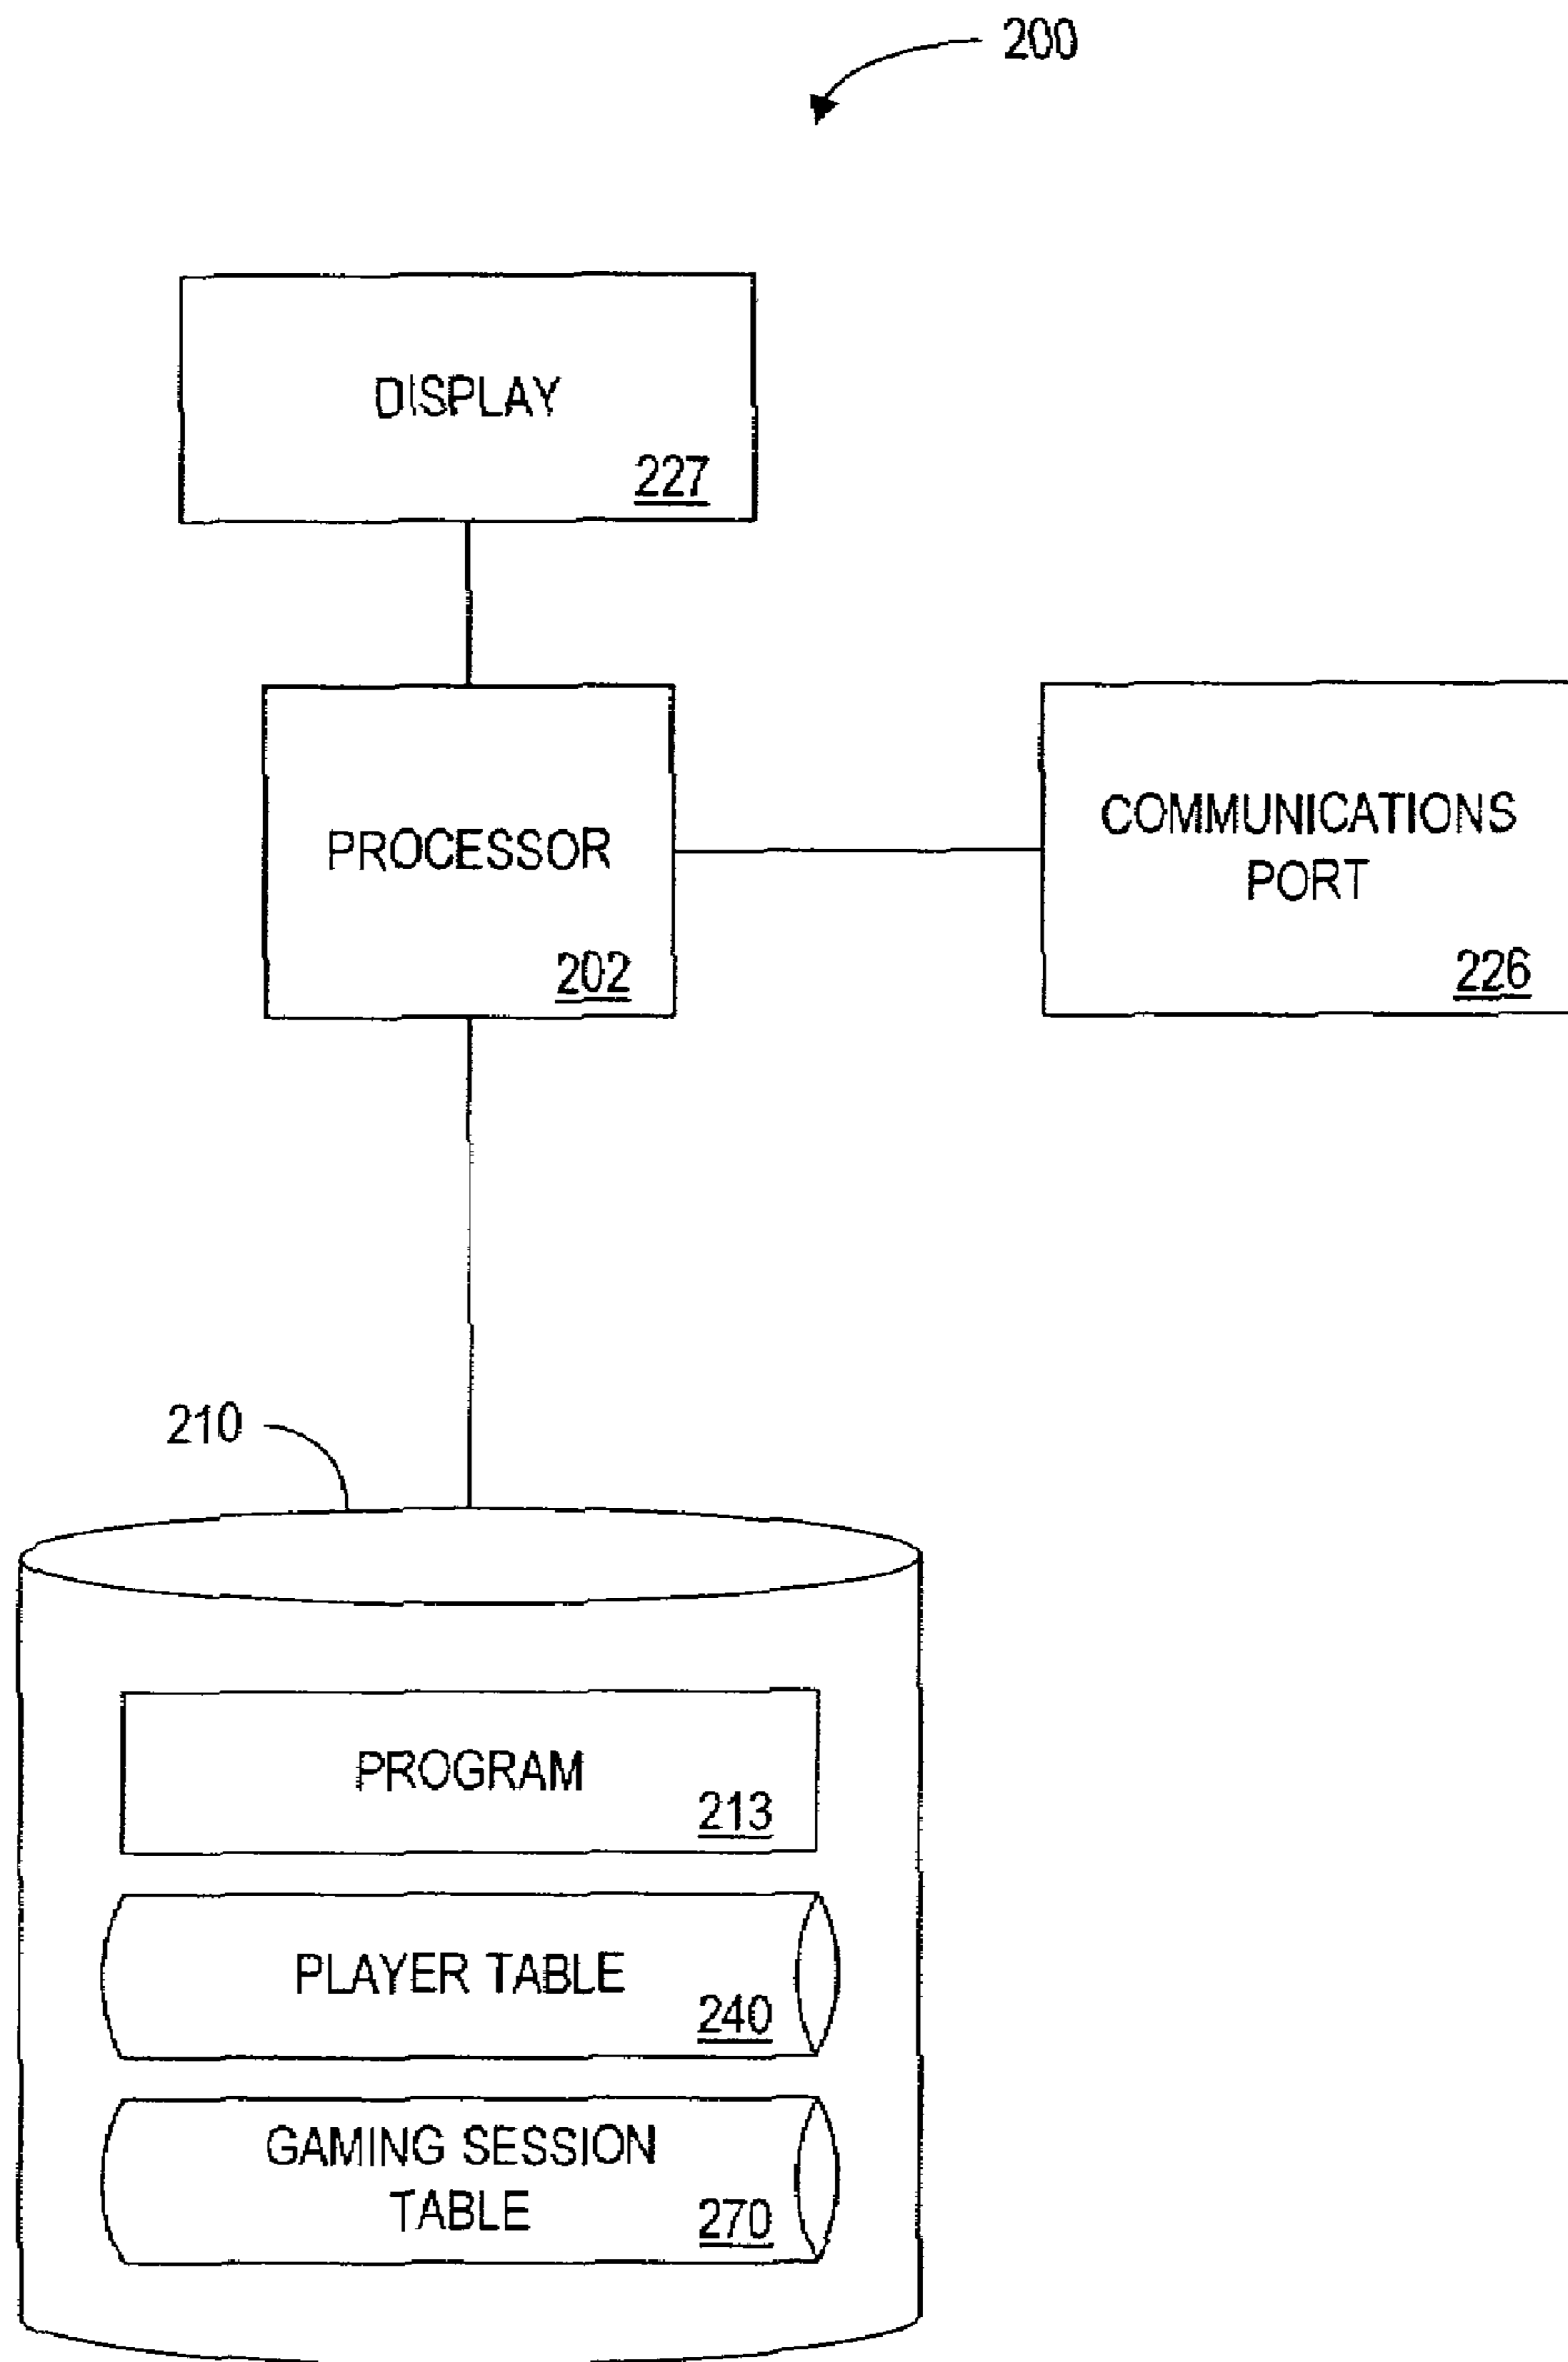 200
DISPLAY
227
PROCESSOR
202
COMMUNICATIONS
PORT
226
210
PROGRAM
213
PLAYER TABLE
240
GAMING SESSION
TABLE
270